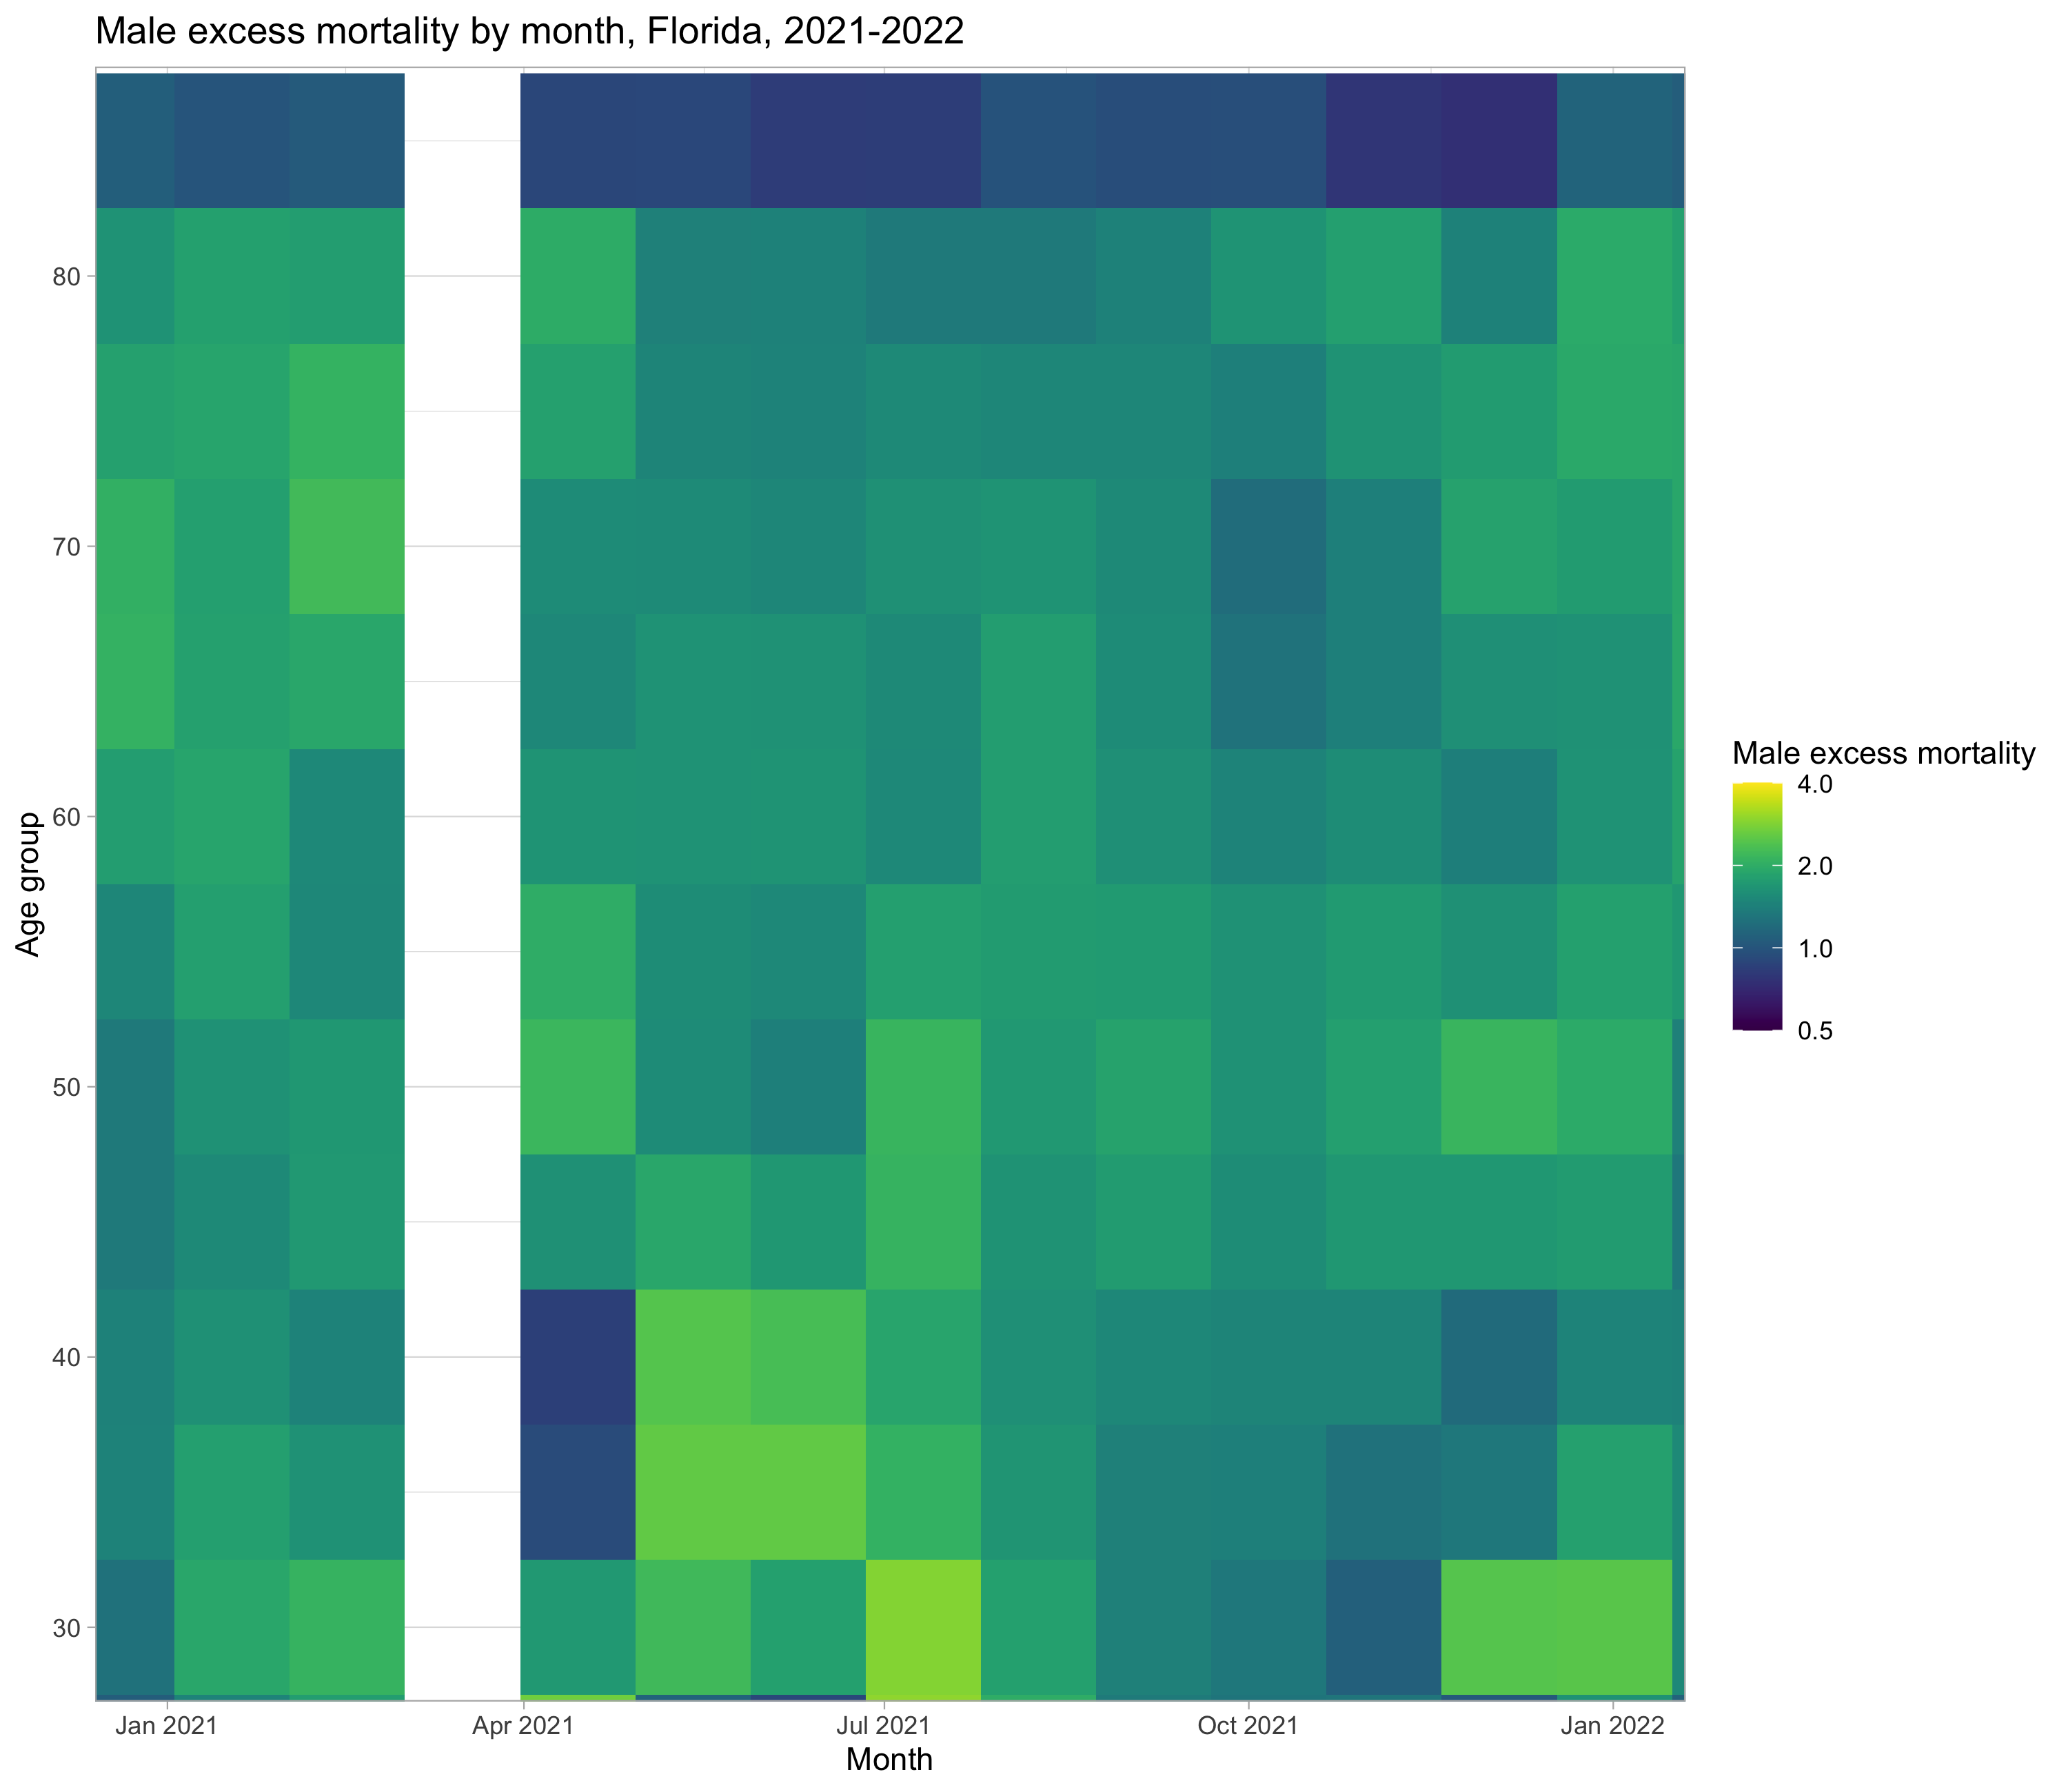 Male excess mortality by month, Florida, 2021-2022
80
70
60
50
40
30
Age group
Jan 2021
Apr 2021
Jul 2021
Oct 2021
Jan 2022
Month
Male excess mortality
4.0
2.0
1.0
0.5